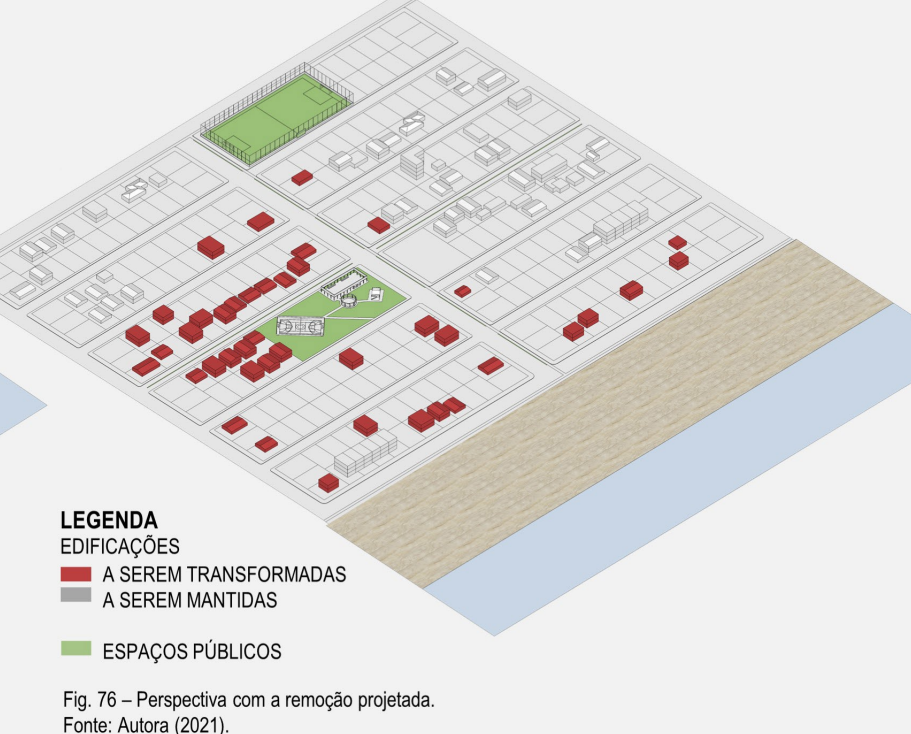 LEGENDA
EDIFICAÇÕES
A SEREM TRANSFORMADAS
A SEREM MANTIDAS
ESPAÇOS PÚBLICOS
Fig. 76 – Perspectiva com a remoção projetada.
Fonte: Autora (2021).